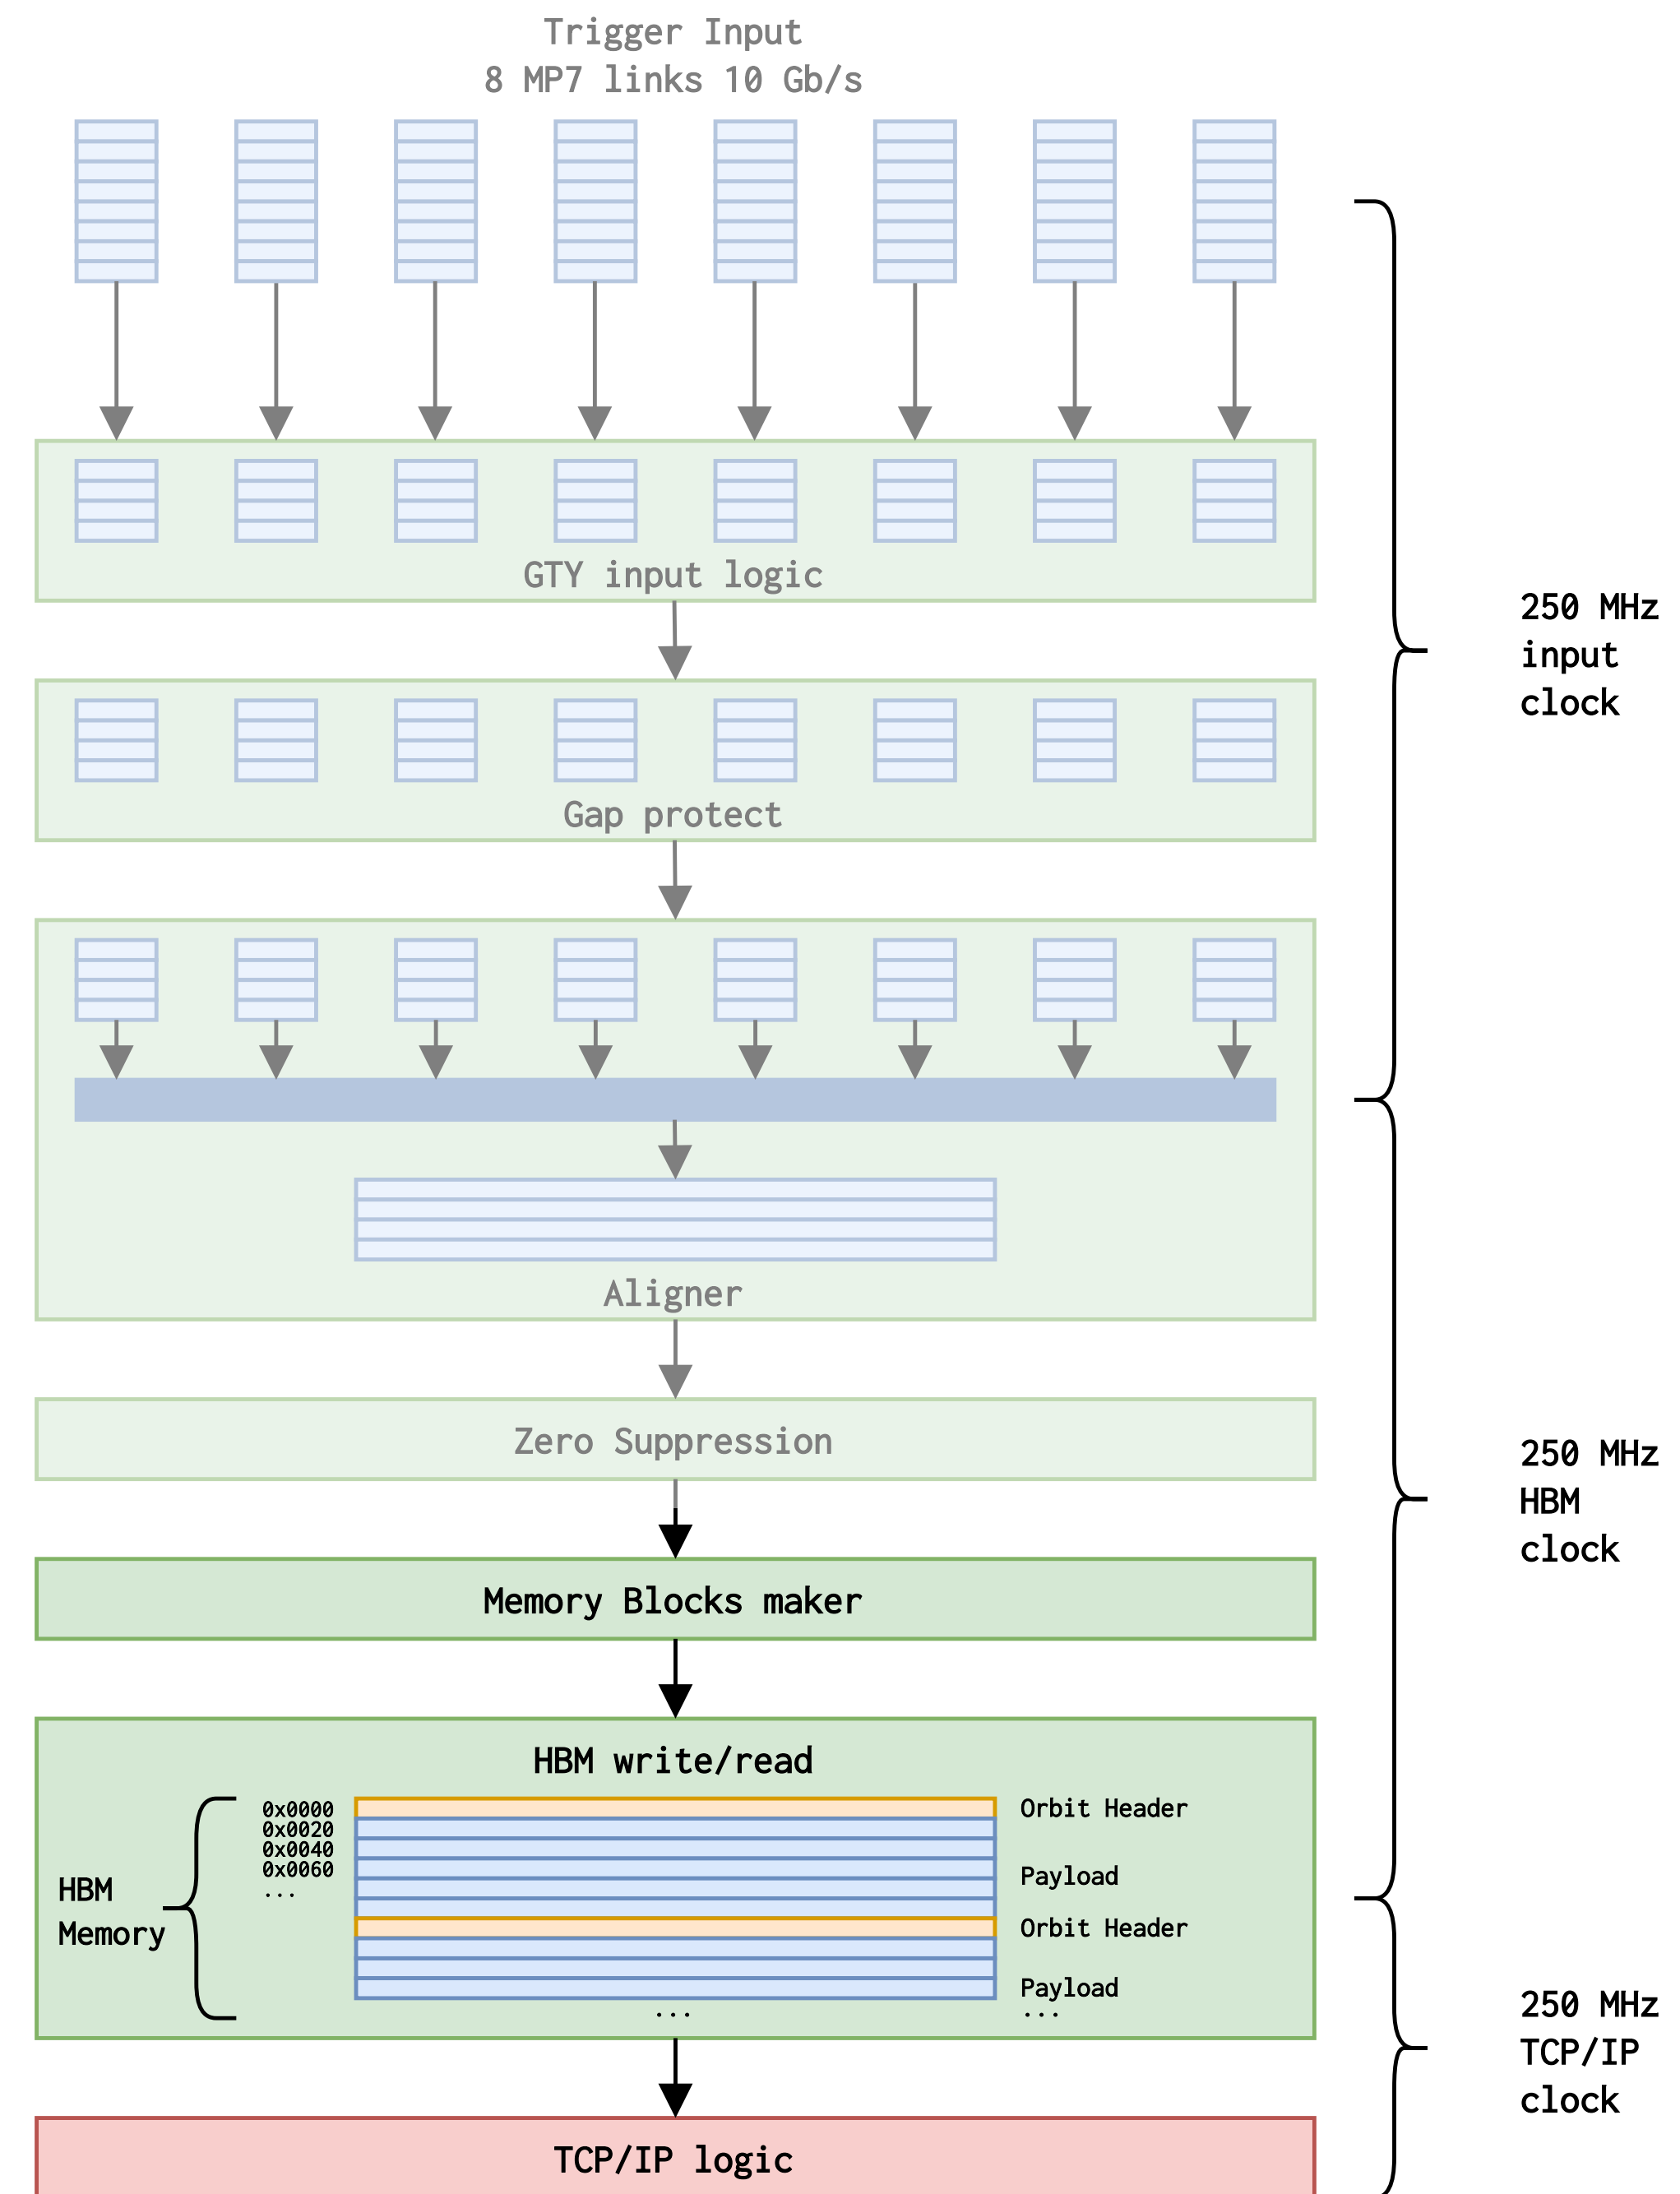 Trigger Input
8 MP7 links 10 Gb/s
GTY input logic
250 MHz
input
clock
Gap protect
Aligner
Zero Suppression
250 MHz
HBM
clock
Memory Blocks maker
HBM write/read
0x0000
0x0020
0x0040
0x0060
...
HBM
Memory
Orbit Header
Payload
Orbit Header
Payload
...
...
250 MHz
TCP/IP
clock
TCP/IP logic